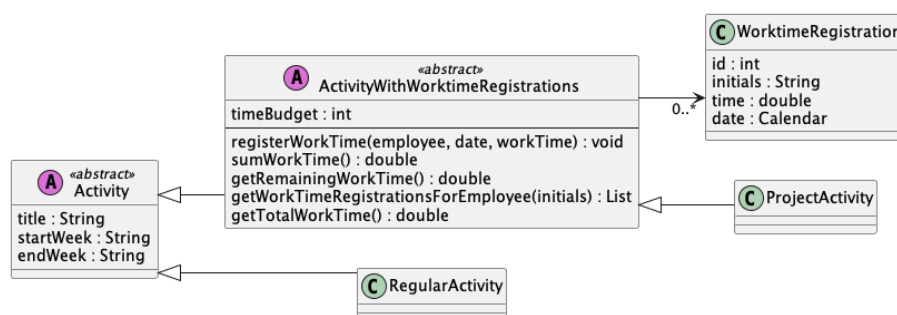 C WorktimeRegistration
id : int
initials : String
time : double
date : Calendar
«abstract»
A ActivityWithWorktimeRegistrations
timeBudget : int
registerWorkTime(employee, date, workTime) : void
sumWorkTime() : double
getRemainingWorkTime() : double
getWorkTimeRegistrationsForEmployee(initials) : List
getTotalWorkTime() : double
0..*
«abstract»
A Activity
title : String
startWeek : String
endWeek : String
C ProjectActivity
C RegularActivity